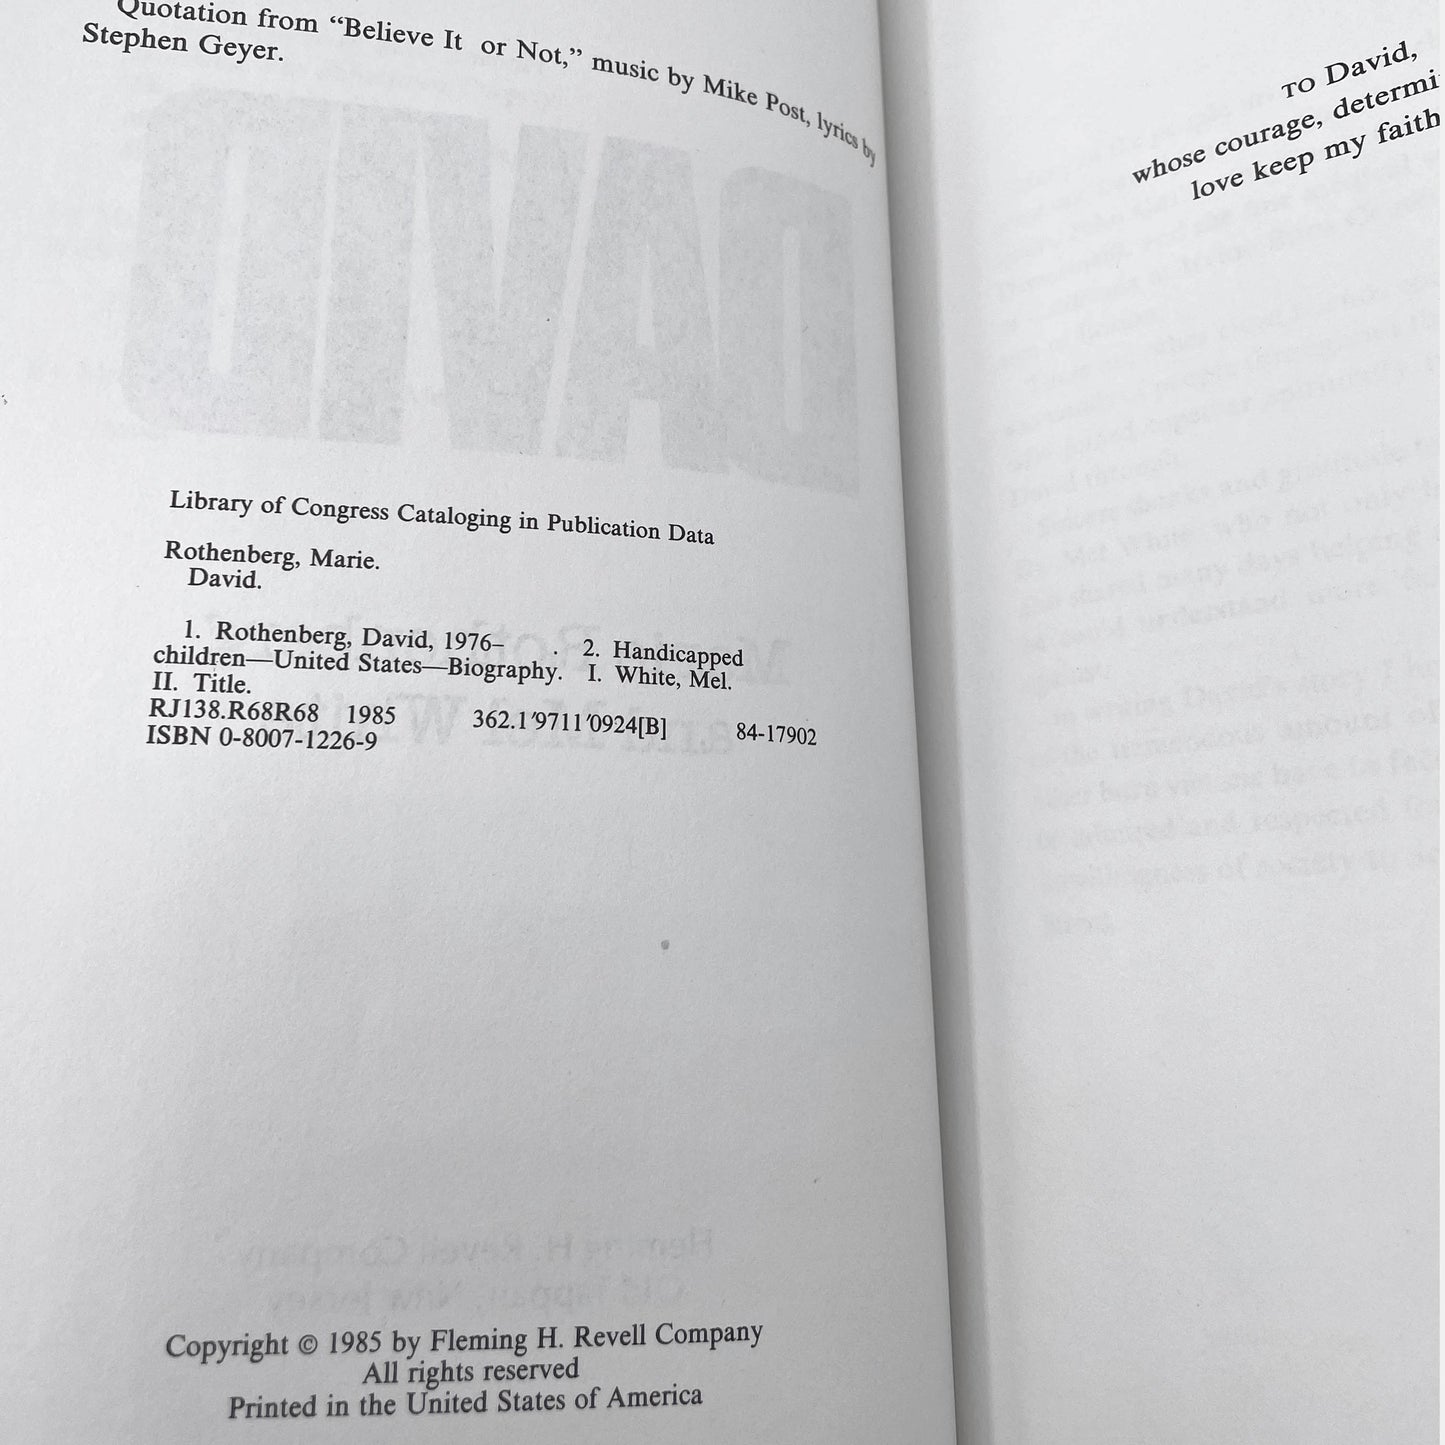 Quotation from “Believe It or Not,” music by Mike Post, lyrics by
Stephen Geyer.
Library of Congress Cataloging in Publication Data
Rothenberg, Marie.
David.
1. Rothenberg, David, 1976– . 2. Handicapped
children—United States—Biography. I. White, Mel.
II. Title.
RJ138.R68R68 1985 362.1′9711′0924[B] 84-17902
ISBN 0-8007-1226-9
Copyright © 1985 by Fleming H. Revell Company
All rights reserved
Printed in the United States of America
TO David,
whose courage, determi
love keep my faith